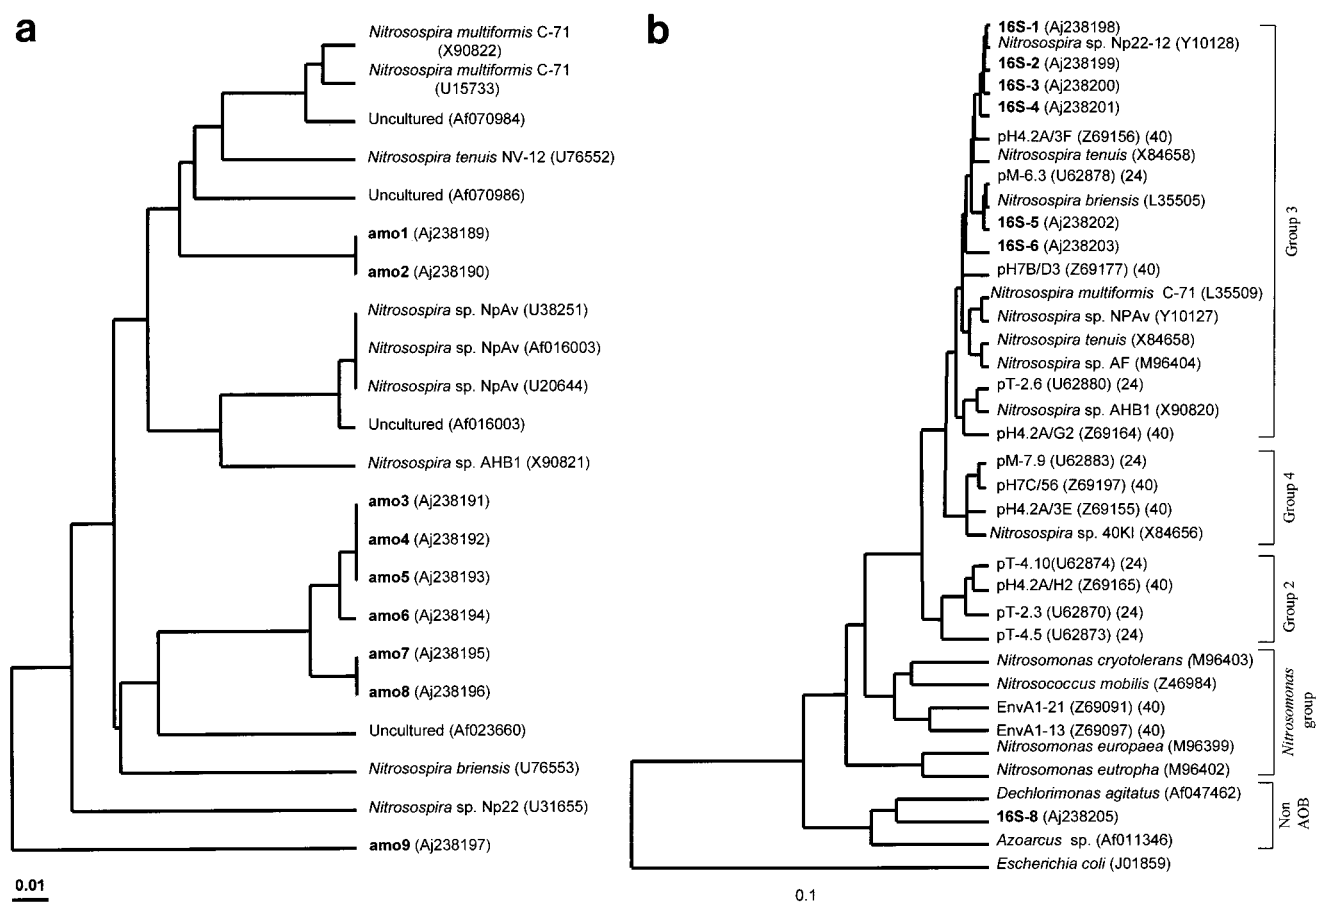 a
Nitrosospira multiformis C-71
(X90822)
Nitrosospira multiformis C-71
(U15733)
Uncultured (Af070984)
Nitrosospira tenuis NV-12 (U76552)
Uncultured (Af070986)
amo1 (Aj238189)
amo2 (Aj238190)
Nitrosospira sp. NpAv (U38251)
Nitrosospira sp. NpAv (Af016003)
Nitrosospira sp. NpAv (U20644)
Uncultured (Af016003)
Nitrosospira sp. AHB1 (X90821)
amo3 (Aj238191)
amo4 (Aj238192)
amo5 (Aj238193)
amo6 (Aj238194)
amo7 (Aj238195)
amo8 (Aj238196)
Uncultured (Af023660)
Nitrosospira briensis (U76553)
Nitrosospira sp. Np22 (U31655)
amo9 (Aj238197)
0.01
b
16S-1 (Aj238198)
Nitrosospira sp. Np22-12 (Y10128)
16S-2 (Aj238199)
16S-3 (Aj238200)
16S-4 (Aj238201)
pH4.2A/3F (Z69156) (40)
Nitrosospira tenuis (X84658)
pM-6.3 (U62878) (24)
Nitrosospira briensis (L35505)
16S-5 (Aj238202)
16S-6 (Aj238203)
pH7B/D3 (Z69177) (40)
Nitrosospira multiformis C-71 (L35509)
Nitrosospira sp. NPAv (Y10127)
Nitrosospira tenuis (X84658)
Nitrosospira sp. AF (M96404)
pT-2.6 (U62880) (24)
Nitrosospira sp. AHB1 (X90820)
pH4.2A/G2 (Z69164) (40)
Group 3
pM-7.9 (U62883) (24)
pH7C/56 (Z69197) (40)
pH4.2A/3E (Z69155) (40)
Nitrosospira sp. 40KI (X84656)
Group 4
pT-4.10(U62874) (24)
pH4.2A/H2 (Z69165) (40)
pT-2.3 (U62870) (24)
pT-4.5 (U62873) (24)
Group 2
Nitrosomonas cryotolerans (M96403)
Nitrosococcus mobilis (Z46984)
EnvA1-21 (Z69091) (40)
EnvA1-13 (Z69097) (40)
Nitrosomonas europaea (M96399)
Nitrosomonas eutropha (M96402)
Nitrosomonas
group
Dechlorimonas agitatus (Af047462)
16S-8 (Aj238205)
Azoarcus sp. (Af011346)
Non
AOB
Escherichia coli (J01859)
0.1